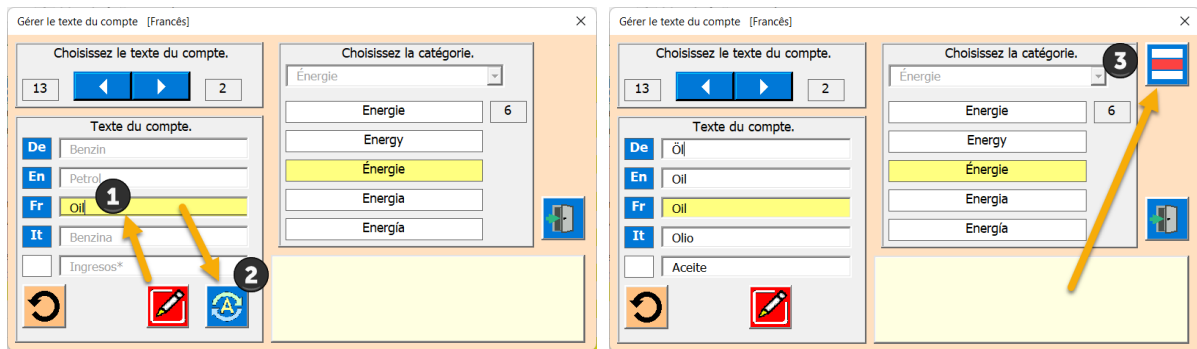 Gérer le texte du compte [Francês]
Choisissez le texte du compte.
13
2
Texte du compte.
De Benzin
En Petrol
Fr Oil
It Benzina
Ingresos*
1
2
A
Choisissez la catégorie.
Énergie
Energie 6
Energy
Énergie
Energia
Energía
Gérer le texte du compte [Francês]
Choisissez le texte du compte.
13
2
Texte du compte.
De Öl
En Oil
Fr Oil
It Olio
Aceite
Choisissez la catégorie.
3
Énergie
Energie 6
Energy
Énergie
Energia
Energía